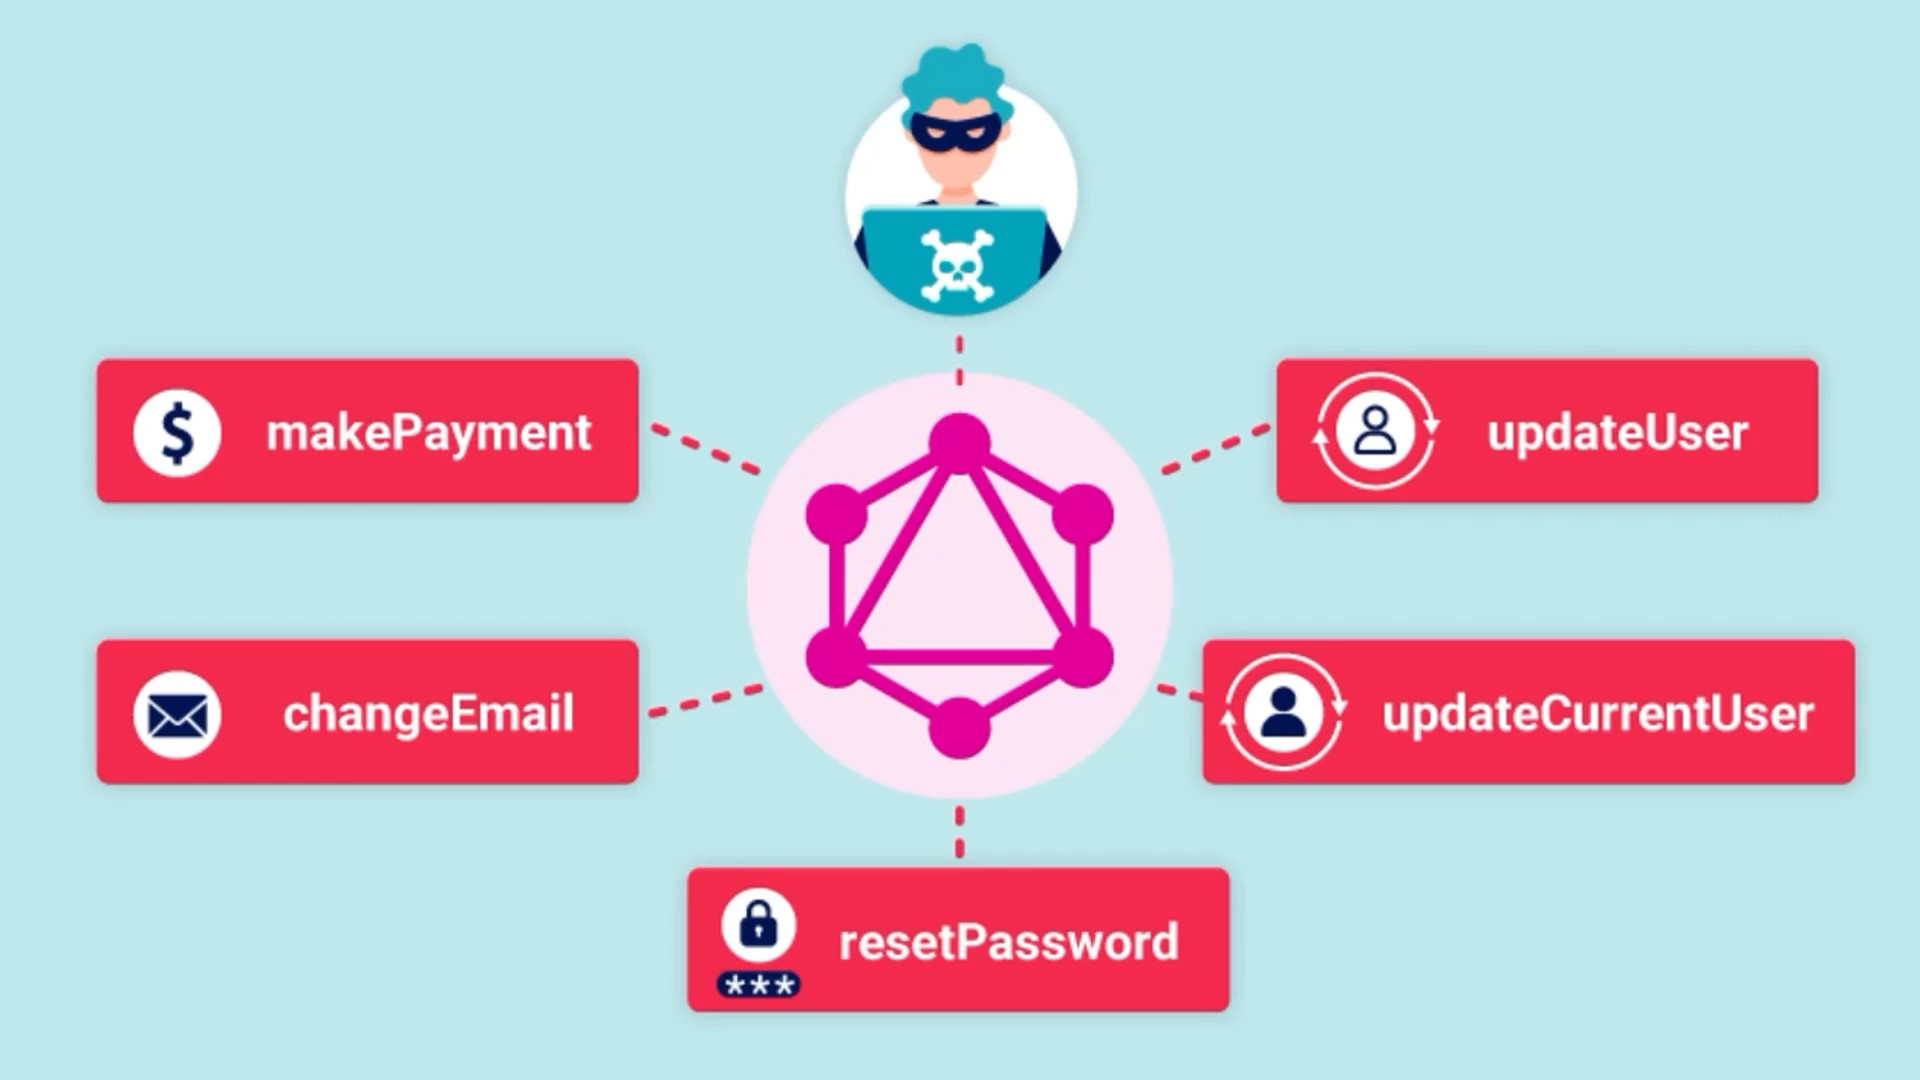 makePayment
updateUser
changeEmail
updateCurrentUser
resetPassword
***